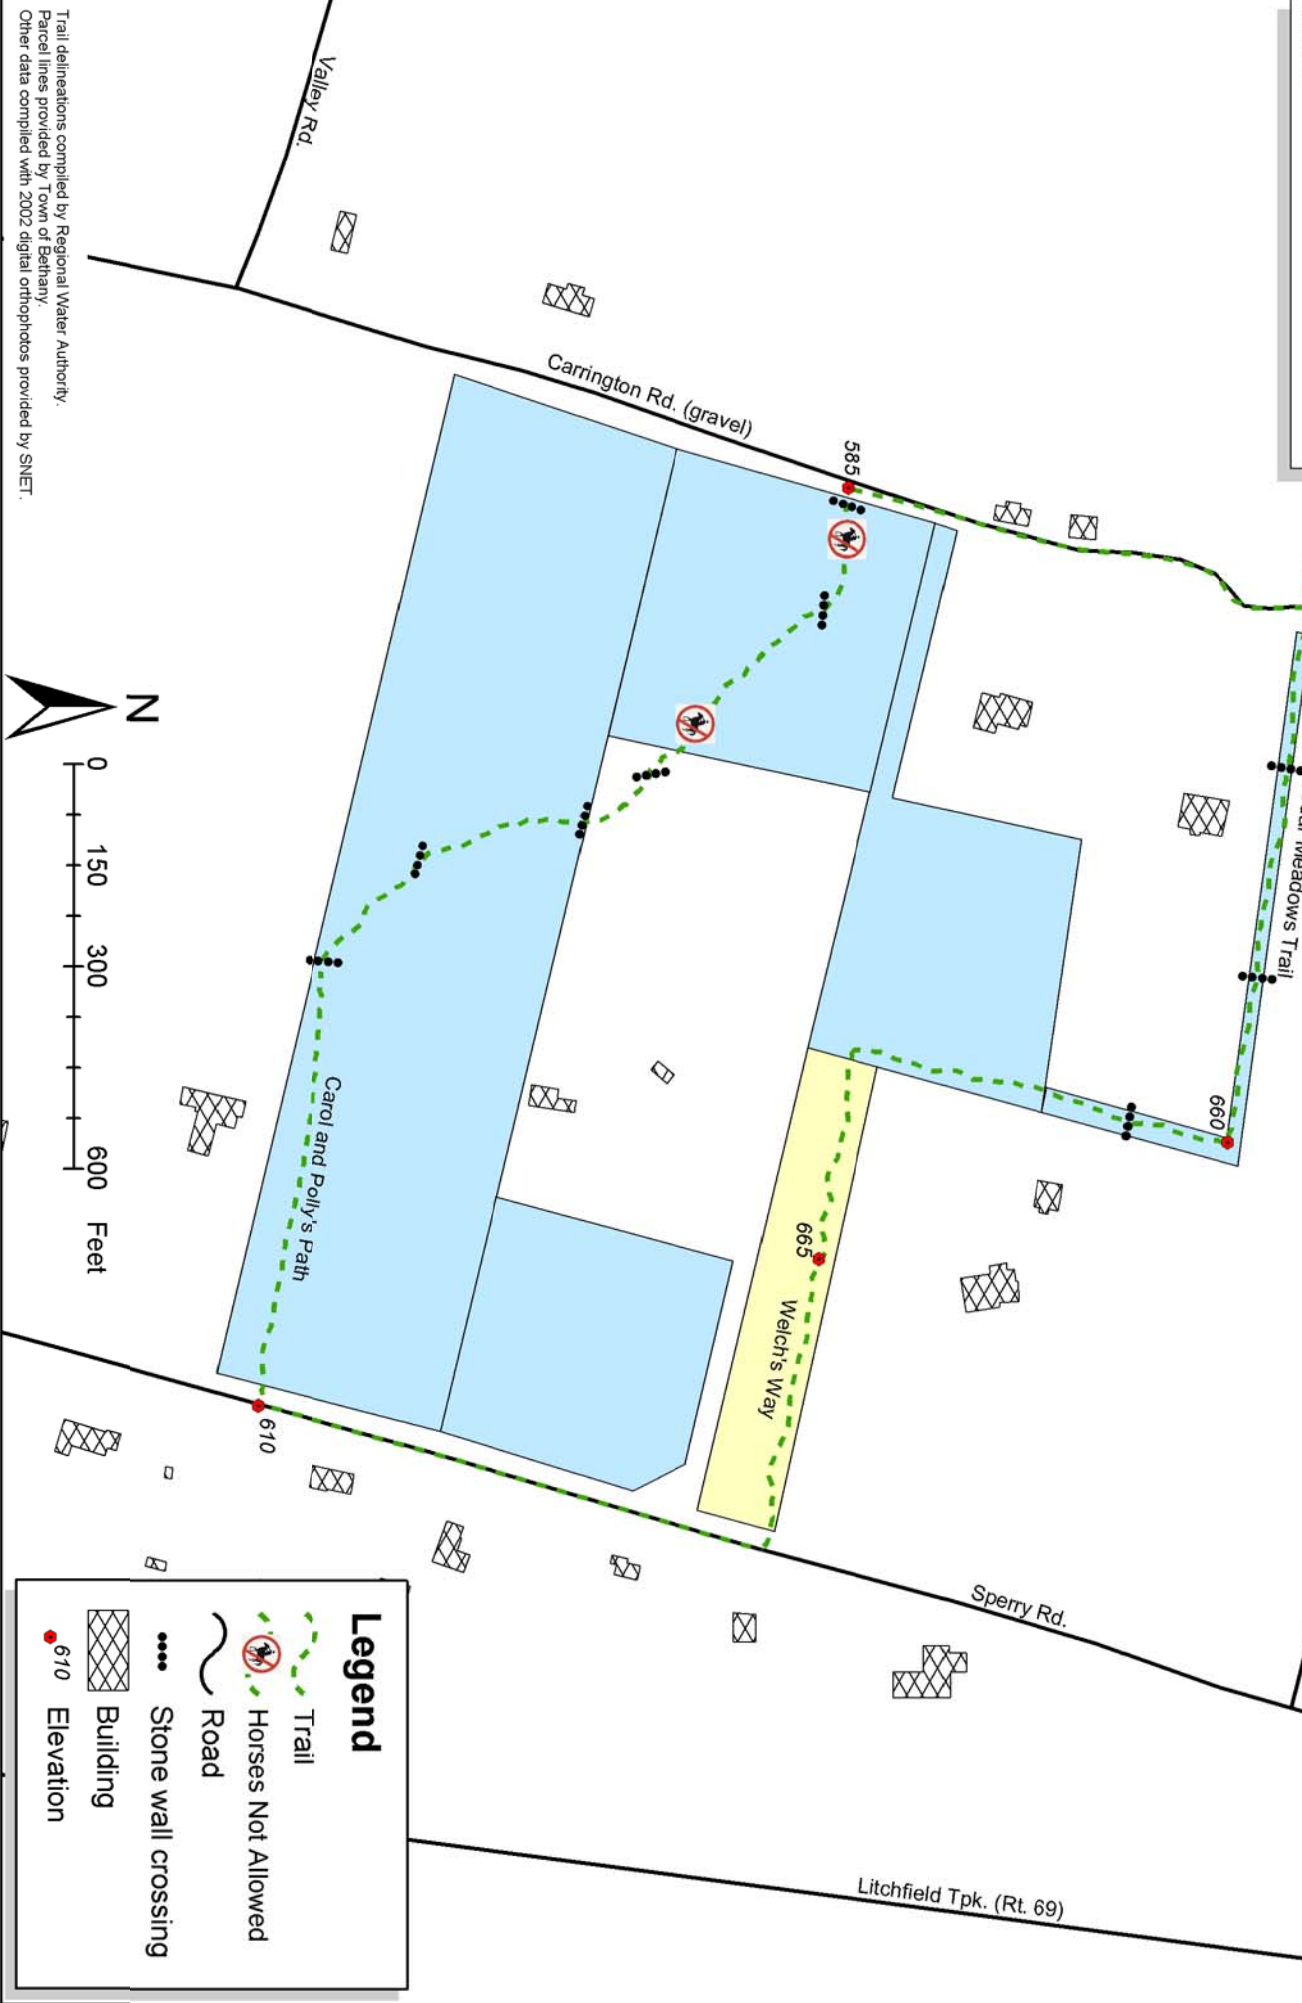 Meadows Trail
660
585
Carrington Rd. (gravel)
Valley Rd.
665
Welch's Way
Carol and Polly's Path
610
Sperry Rd.
Litchfield Tpk. (Rt. 69)
N
0 150 300 600 Feet
Legend
Trail
Horses Not Allowed
Road
Stone wall crossing
Building
610 Elevation
Trail delineations compiled by Regional Water Authority.
Parcel lines provided by Town of Bethany.
Other data compiled with 2002 digital orthophotos provided by SNET.